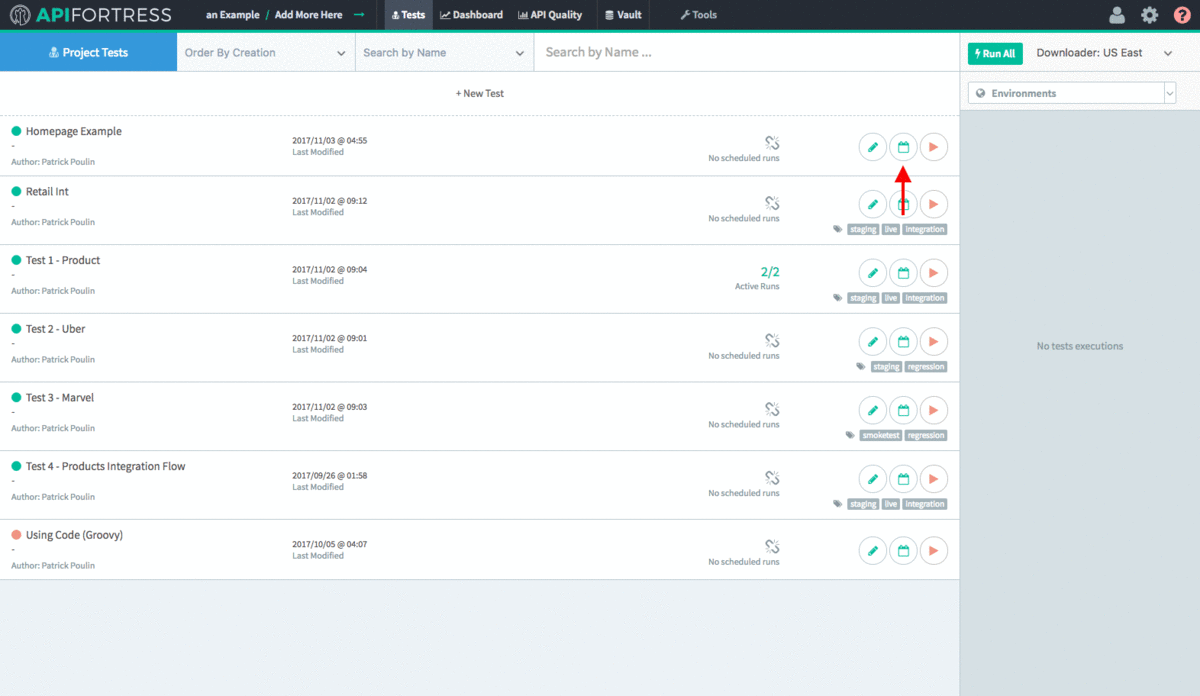 APIFORTRESS
an Example / Add More Here →
Tests
Dashboard
API Quality
Vault
Tools
?
Project Tests
Order By Creation
Search by Name
Search by Name ...
Run All
Downloader: US East
+ New Test
Environments
Homepage Example
-
Author: Patrick Poulin
2017/11/03 @ 04:55
Last Modified
No scheduled runs
Retail Int
-
Author: Patrick Poulin
2017/11/02 @ 09:12
Last Modified
No scheduled runs
staging live integration
Test 1 - Product
-
Author: Patrick Poulin
2017/11/02 @ 09:04
Last Modified
2/2
Active Runs
staging live integration
Test 2 - Uber
-
Author: Patrick Poulin
2017/11/02 @ 09:01
Last Modified
No scheduled runs
staging regression
Test 3 - Marvel
-
Author: Patrick Poulin
2017/11/02 @ 09:03
Last Modified
No scheduled runs
smoketest regression
Test 4 - Products Integration Flow
-
Author: Patrick Poulin
2017/09/26 @ 01:58
Last Modified
No scheduled runs
staging live integration
Using Code (Groovy)
-
Author: Patrick Poulin
2017/10/05 @ 04:07
Last Modified
No scheduled runs
No tests executions